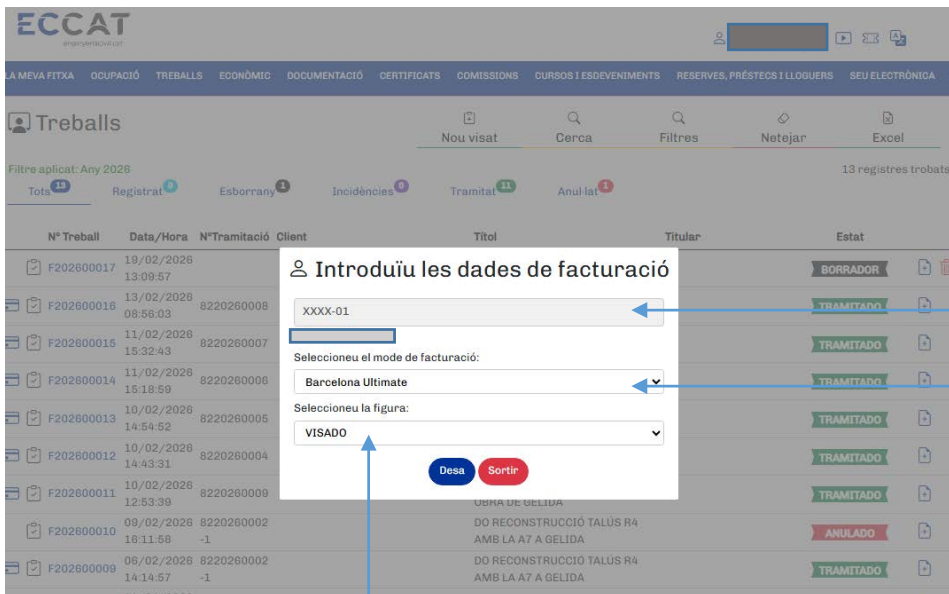 ECCAT
enginyeriacivil.cat
LA MEVA FITXA OCUPACIÓ TREBALLS ECONÒMIC DOCUMENTACIÓ CERTIFICATS COMISSIONS CURSOS I ESDEVENIMENTS RESERVES, PRÉSTECS I LLOGUERS SEU ELECTRÒNICA
Treballs
Nou visat Cerca Filtres Netejar Excel
Filtre aplicat: Any 2026 13 registres trobats
Tots 13 Registrat 0 Esborrany 1 Incidències 0 Tramitat 11 Anul·lat 1
Nº Treball Data/Hora NºTramitació Client Títol Titular Estat
F202600017 19/02/2026 13:09:57 BORRADOR
F202600016 13/02/2026 08:56:03 8220260008 TRAMITADO
F202600015 11/02/2026 15:32:43 8220260007 TRAMITADO
F202600014 11/02/2026 15:18:59 8220260006 TRAMITADO
F202600013 10/02/2026 14:54:52 8220260005 TRAMITADO
F202600012 10/02/2026 14:43:31 8220260004 TRAMITADO
F202600011 10/02/2026 12:53:39 8220260009 OBRA DE GELIDA TRAMITADO
F202600010 09/02/2026 16:11:58 8220260002 -1 DO RECONSTRUCCIÓ TALÚS R4 AMB LA A7 A GELIDA ANULADO
F202600009 06/02/2026 14:14:57 8220260002 -1 DO RECONSTRUCCIÓ TALÚS R4 AMB LA A7 A GELIDA TRAMITADO
Introduïu les dades de facturació
XXXX-01
Seleccioneu el mode de facturació:
Barcelona Ultimate
Seleccioneu la figura:
VISADO
Desa Sortir